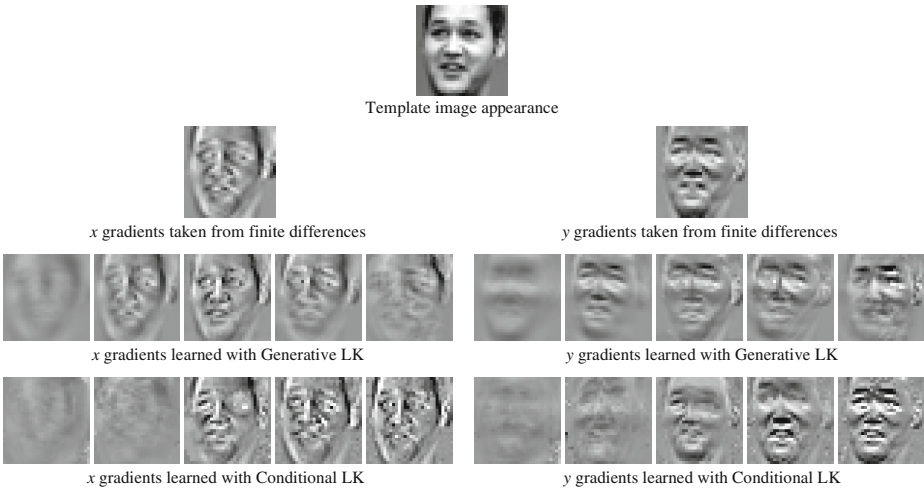 Template image appearance
x gradients taken from finite differences
y gradients taken from finite differences
x gradients learned with Generative LK
y gradients learned with Generative LK
x gradients learned with Conditional LK
y gradients learned with Conditional LK